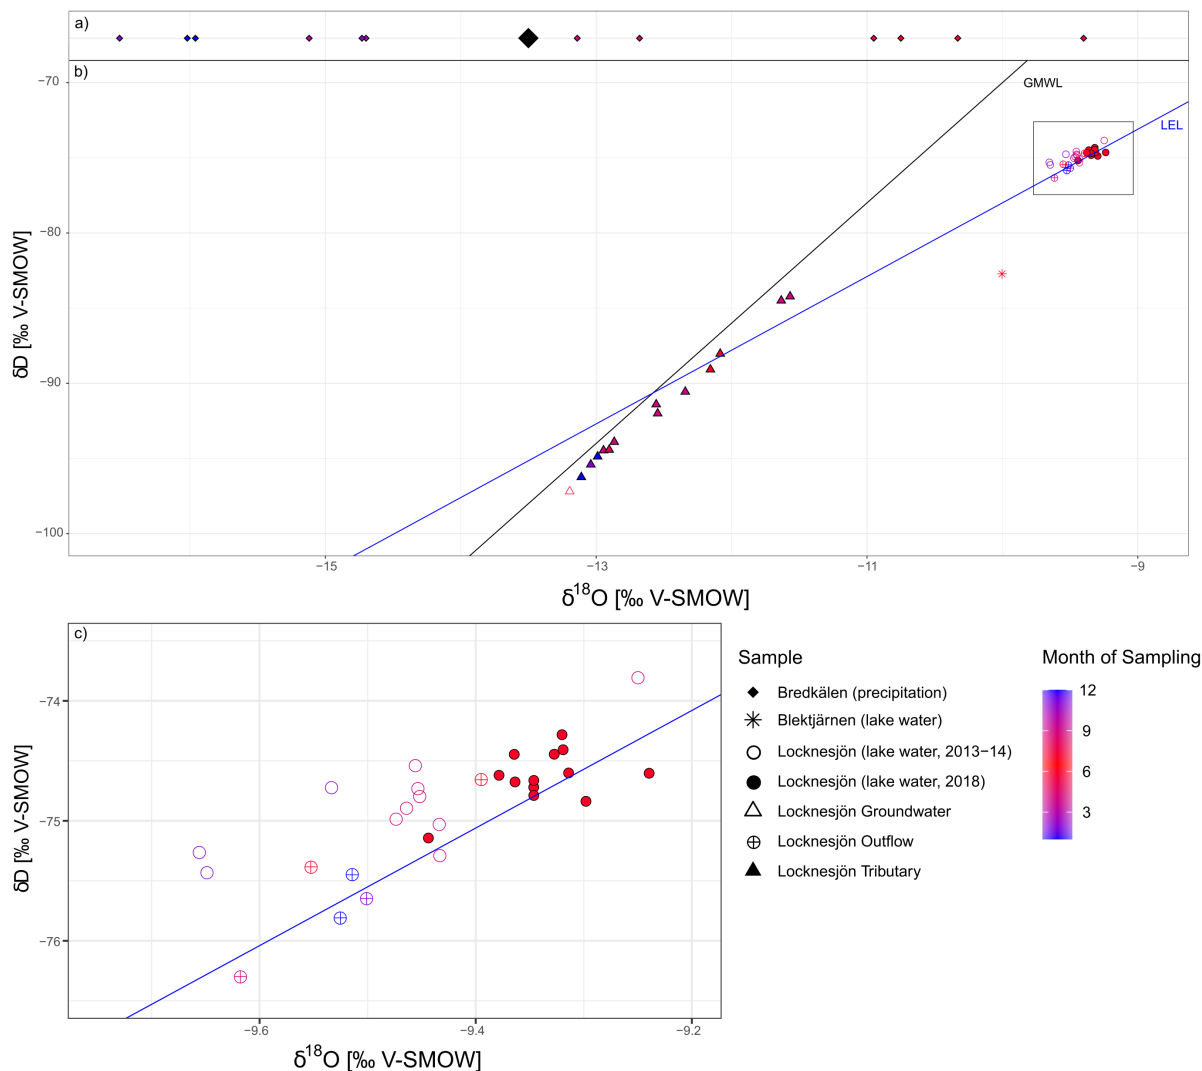 a)
b)
−70
−80
−90
−100
δD [‰ V-SMOW]
GMWL
LEL
−15
−13
−11
−9
δ18O [‰ V-SMOW]
c)
−74
−75
−76
δD [‰ V-SMOW]
−9.6
−9.4
−9.2
δ18O [‰ V-SMOW]
Sample
Bredkälen (precipitation)
Blektjärnen (lake water)
Locknesjön (lake water, 2013−14)
Locknesjön (lake water, 2018)
Locknesjön Groundwater
Locknesjön Outflow
Locknesjön Tributary
Month of Sampling
12
9
6
3